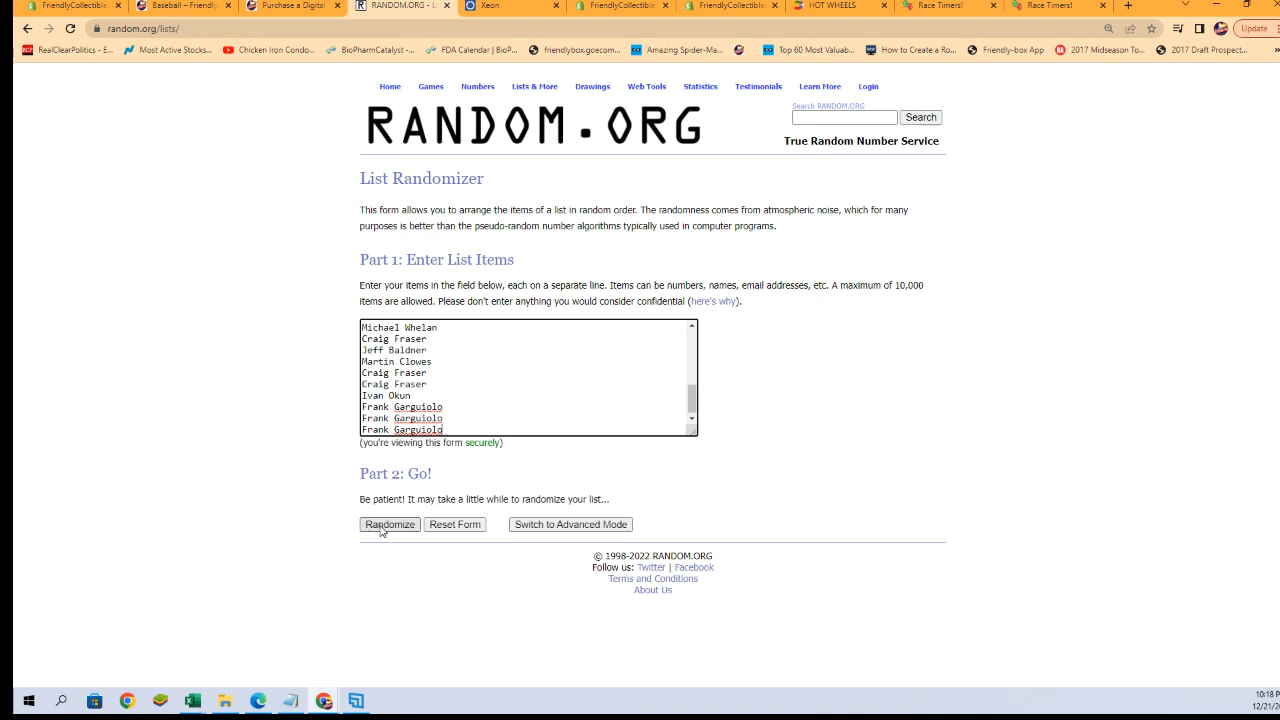 FriendlyCollectible
Baseball – Friendly
Purchase a Digital
RANDOM.ORG - Li
Xeon
FriendlyCollectible
FriendlyCollectible
HOT WHEELS
Race Timers!
Race Timers!
random.org/lists/
Update
RealClearPolitics - E...
Most Active Stocks...
Chicken Iron Condo...
BioPharmCatalyst -...
FDA Calendar | BioP...
friendlybox.goecom...
Amazing Spider-Ma...
Top 60 Most Valuab...
How to Create a Ro...
Friendly-box App
2017 Midseason To...
2017 Draft Prospect...
Home Games Numbers Lists & More Drawings Web Tools Statistics Testimonials Learn More Login
RANDOM.ORG
Search RANDOM.ORG
Search
True Random Number Service
List Randomizer
This form allows you to arrange the items of a list in random order. The randomness comes from atmospheric noise, which for many
purposes is better than the pseudo-random number algorithms typically used in computer programs.
Part 1: Enter List Items
Enter your items in the field below, each on a separate line. Items can be numbers, names, email addresses, etc. A maximum of 10,000
items are allowed. Please don't enter anything you would consider confidential (here's why).
Michael Whelan
Craig Fraser
Jeff Baldner
Martin Clowes
Craig Fraser
Craig Fraser
Ivan Okun
Frank Garguiolo
Frank Garguiolo
Frank Garguiolo
(you're viewing this form securely)
Part 2: Go!
Be patient! It may take a little while to randomize your list...
Randomize Reset Form Switch to Advanced Mode
© 1998-2022 RANDOM.ORG
Follow us: Twitter | Facebook
Terms and Conditions
About Us
10:18 P
12/21/2